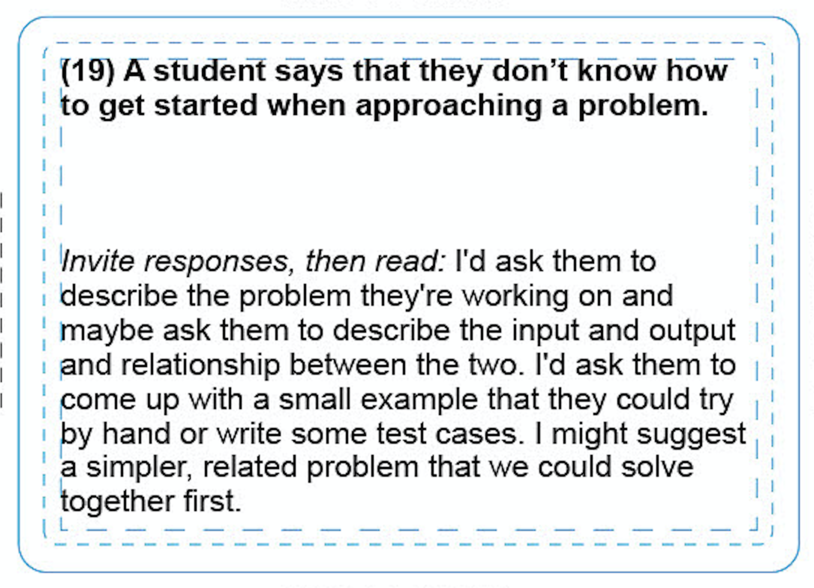 (19) A student says that they don’t know how
to get started when approaching a problem.
Invite responses, then read: I'd ask them to
describe the problem they're working on and
maybe ask them to describe the input and output
and relationship between the two. I'd ask them to
come up with a small example that they could try
by hand or write some test cases. I might suggest
a simpler, related problem that we could solve
together first.